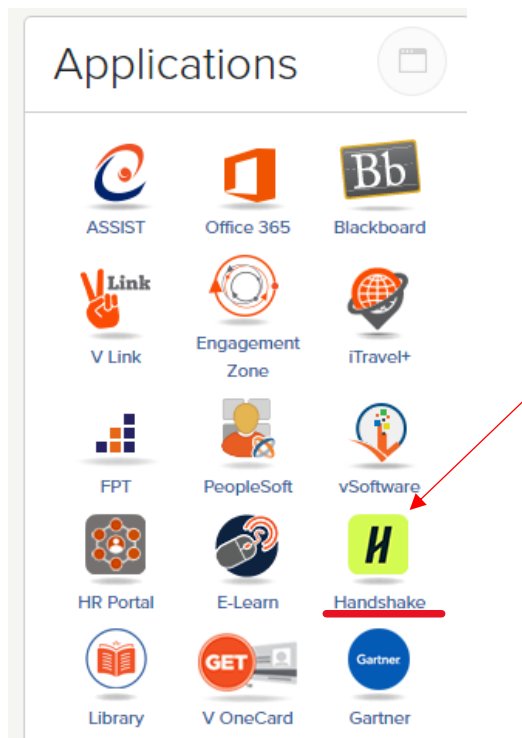 Applications
ASSIST
Office 365
Bb
Blackboard
Link
V Link
Engagement
Zone
iTravel+
FPT
PeopleSoft
vSoftware
HR Portal
E-Learn
H
Handshake
Library
GET
V OneCard
Gartner
Gartner